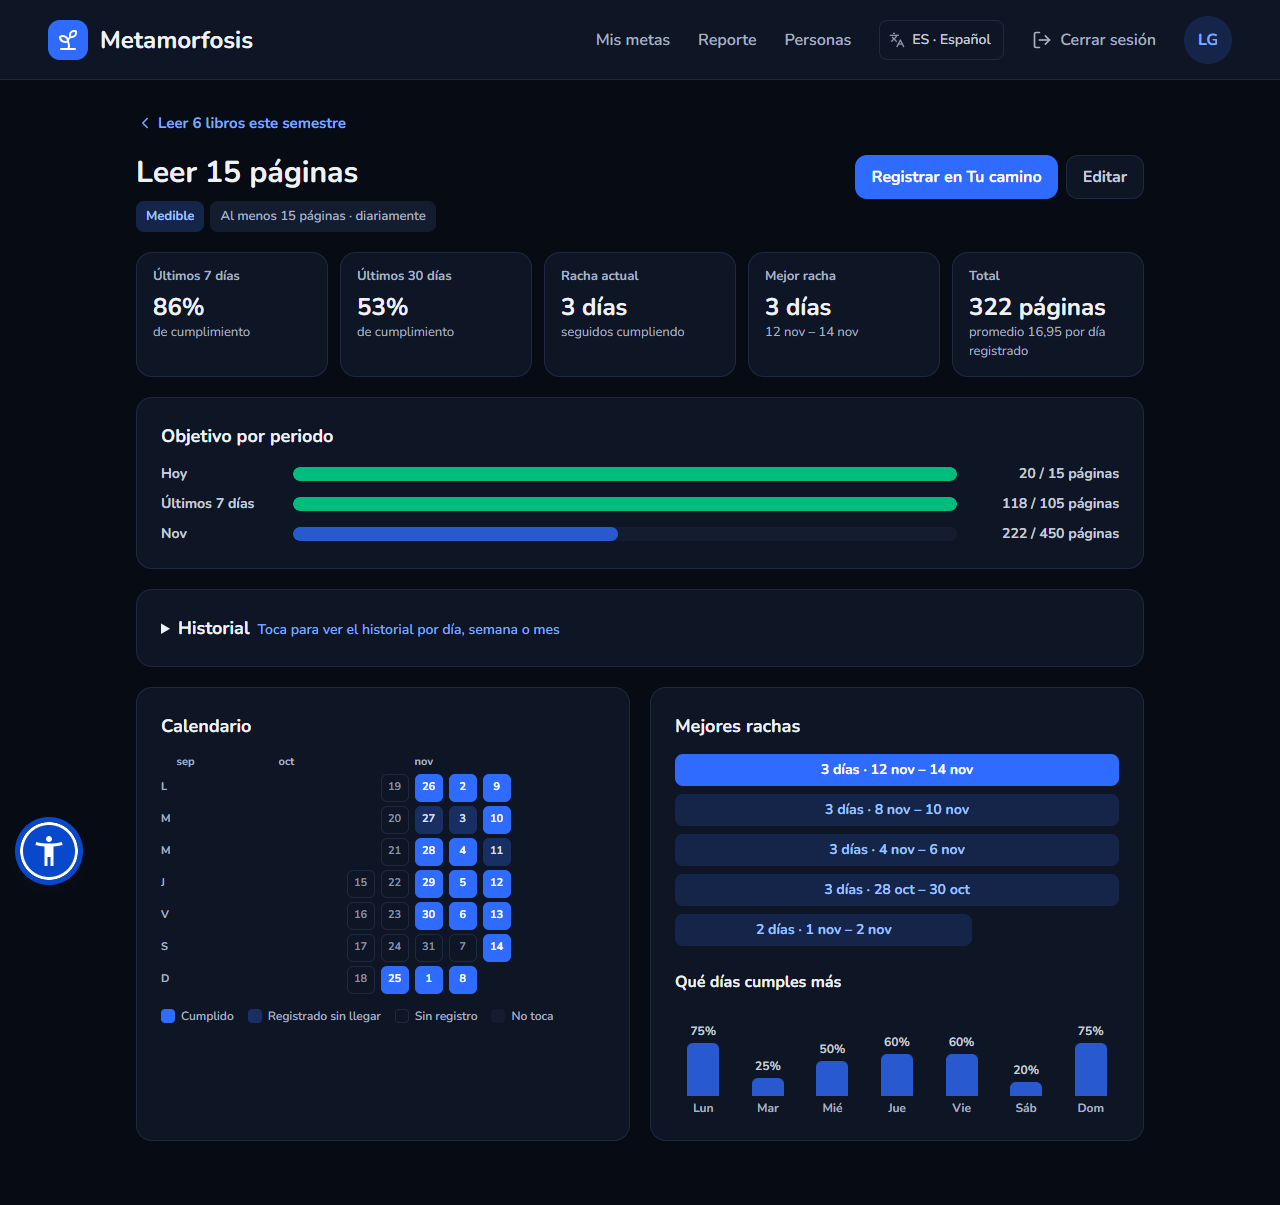 Metamorfosis
Mis metas
Reporte
Personas
ES · Español
Cerrar sesión
LG
Leer 6 libros este semestre
Leer 15 páginas
Registrar en Tu camino
Editar
Medible
Al menos 15 páginas · diariamente
Últimos 7 días
86%
de cumplimiento
Últimos 30 días
53%
de cumplimiento
Racha actual
3 días
seguidos cumpliendo
Mejor racha
3 días
12 nov – 14 nov
Total
322 páginas
promedio 16,95 por día
registrado
Objetivo por periodo
Hoy
20 / 15 páginas
Últimos 7 días
118 / 105 páginas
Nov
222 / 450 páginas
Historial Toca para ver el historial por día, semana o mes
Calendario
sep oct nov
L 19 26 2 9
M 20 27 3 10
M 21 28 4 11
J 15 22 29 5 12
V 16 23 30 6 13
S 17 24 31 7 14
D 18 25 1 8
Cumplido Registrado sin llegar Sin registro No toca
Mejores rachas
3 días · 12 nov – 14 nov
3 días · 8 nov – 10 nov
3 días · 4 nov – 6 nov
3 días · 28 oct – 30 oct
2 días · 1 nov – 2 nov
Qué días cumples más
75% 25% 50% 60% 60% 20% 75%
Lun Mar Mié Jue Vie Sáb Dom